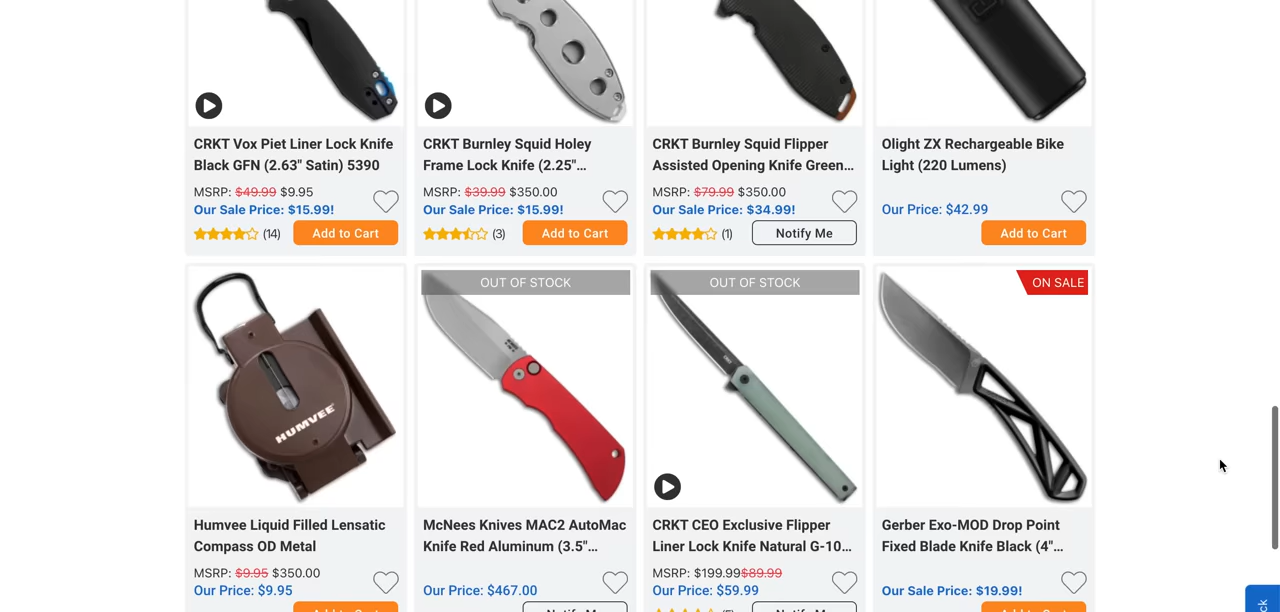 CRKT Vox Piet Liner Lock Knife
Black GFN (2.63" Satin) 5390
MSRP: $49.99 $9.95
Our Sale Price: $15.99!
(14)
Add to Cart
CRKT Burnley Squid Holey
Frame Lock Knife (2.25"...
MSRP: $39.99 $350.00
Our Sale Price: $15.99!
(3)
Add to Cart
CRKT Burnley Squid Flipper
Assisted Opening Knife Green...
MSRP: $79.99 $350.00
Our Sale Price: $34.99!
(1)
Notify Me
Olight ZX Rechargeable Bike
Light (220 Lumens)
Our Price: $42.99
Add to Cart
HUMVEE
Humvee Liquid Filled Lensatic
Compass OD Metal
MSRP: $9.95 $350.00
Our Price: $9.95
Add to Cart
OUT OF STOCK
McNees Knives MAC2 AutoMac
Knife Red Aluminum (3.5"...
Our Price: $467.00
Notify Me
OUT OF STOCK
CRKT CEO Exclusive Flipper
Liner Lock Knife Natural G-10...
MSRP: $199.99$89.99
Our Price: $59.99
Notify Me
ON SALE
Gerber Exo-MOD Drop Point
Fixed Blade Knife Black (4"...
Our Sale Price: $19.99!
Add to Cart